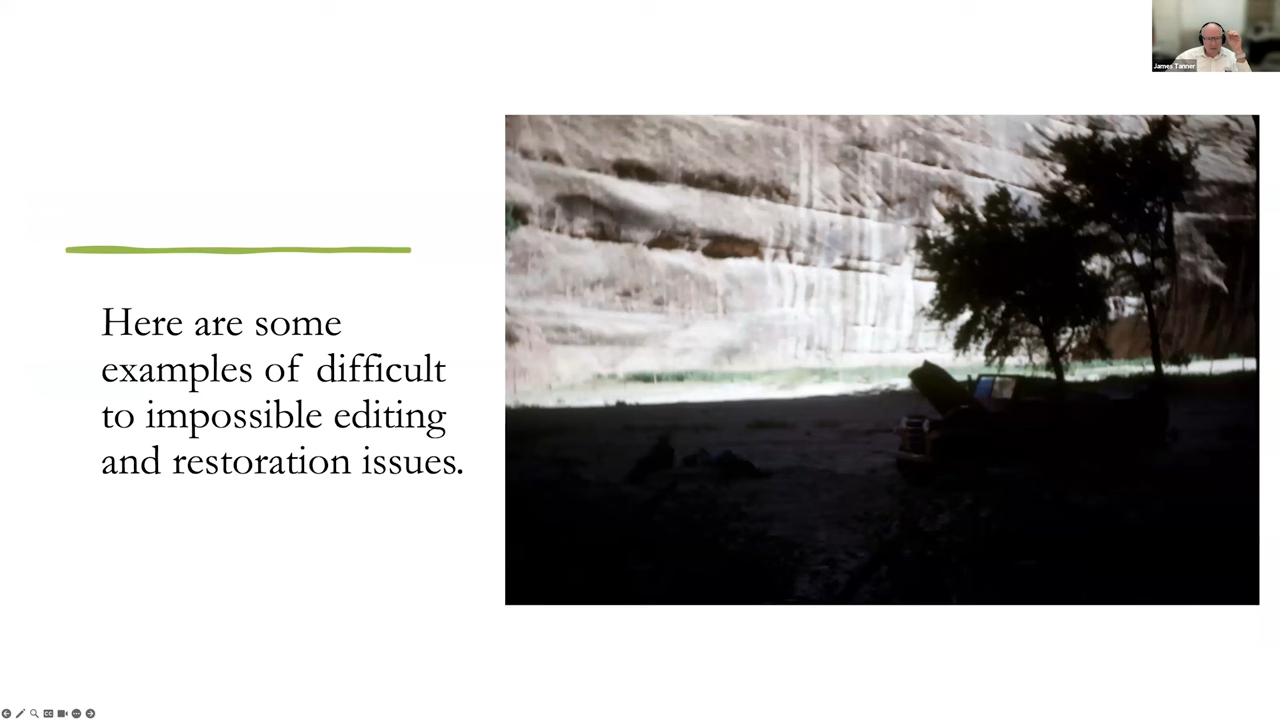 James Tanner
Here are some
examples of difficult
to impossible editing
and restoration issues.